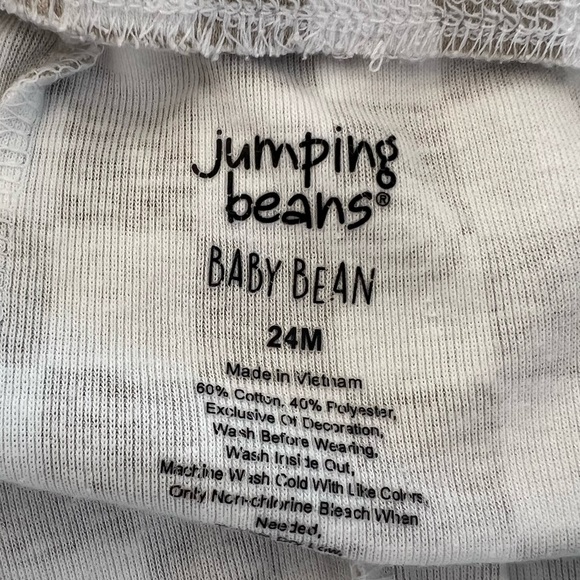 jumping
beans®
BABY BEAN
24M
Made in Vietnam
60% Cotton, 40% Polyester,
Exclusive Of Decoration,
Wash Before Wearing,
Wash Inside Out,
Machine Wash Cold With Like Colors,
Only Non-chlorine Bleach When
Needed,